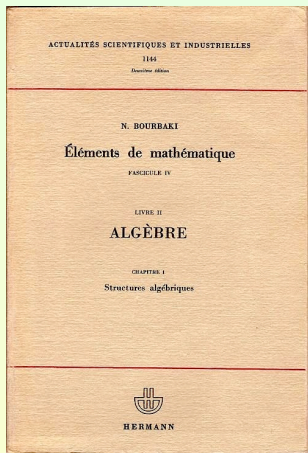 ACTUALITÉS SCIENTIFIQUES ET INDUSTRIELLES
1144
Deuxième édition
N. BOURBAKI
Éléments de mathématique
FASCICULE IV
LIVRE II
ALGÈBRE
CHAPITRE I
Structures algébriques
HERMANN